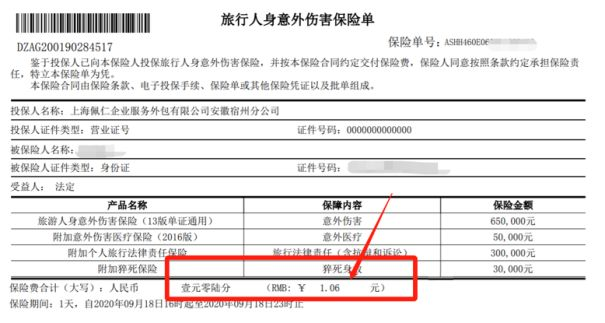 旅行人身意外伤害保险单
DZAG200190284517
保险单号：ASHH460E06
鉴于投保人已向本保险人投保旅行人身意外伤害保险，并按本保险合同约定交付保险费，保险人同意按照条款约定承担保险责任，特立本保险单为凭。
本保险合同由保险条款、电子投保手续、保险单或其他保险凭证以及批单组成。
投保人名称：上海佩仁企业服务外包有限公司安徽宿州分公司
投保人证件类型：营业证号 证件号码：0000000000000
被保险人名称：
被保险人证件类型：身份证 证件号码：
受益人： 法定
产品名称 保障内容 保险金额
旅游人身意外伤害保险（13版单证通用） 意外伤害 650,000元
附加意外伤害医疗保险（2016版） 意外医疗 50,000元
附加个人旅行法律责任保险 旅行法律责任（含抗辩和诉讼） 300,000元
附加猝死保险 猝死身故 30,000元
保险费合计（大写）：人民币 壹元零陆分 （RMB: ￥ 1.06 元）
保险期间：1天，自2020年09月18日16时起至2020年09月18日23时止